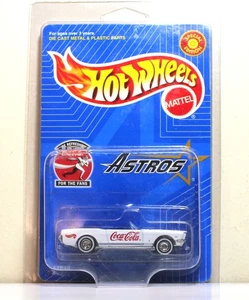 For ages over 3 years.
DIE CAST METAL & PLASTIC PARTS
SPECIAL EDITION
HOT WHEELS
MATTEL
ASTROS
FOR THE FANS
Coca-Cola